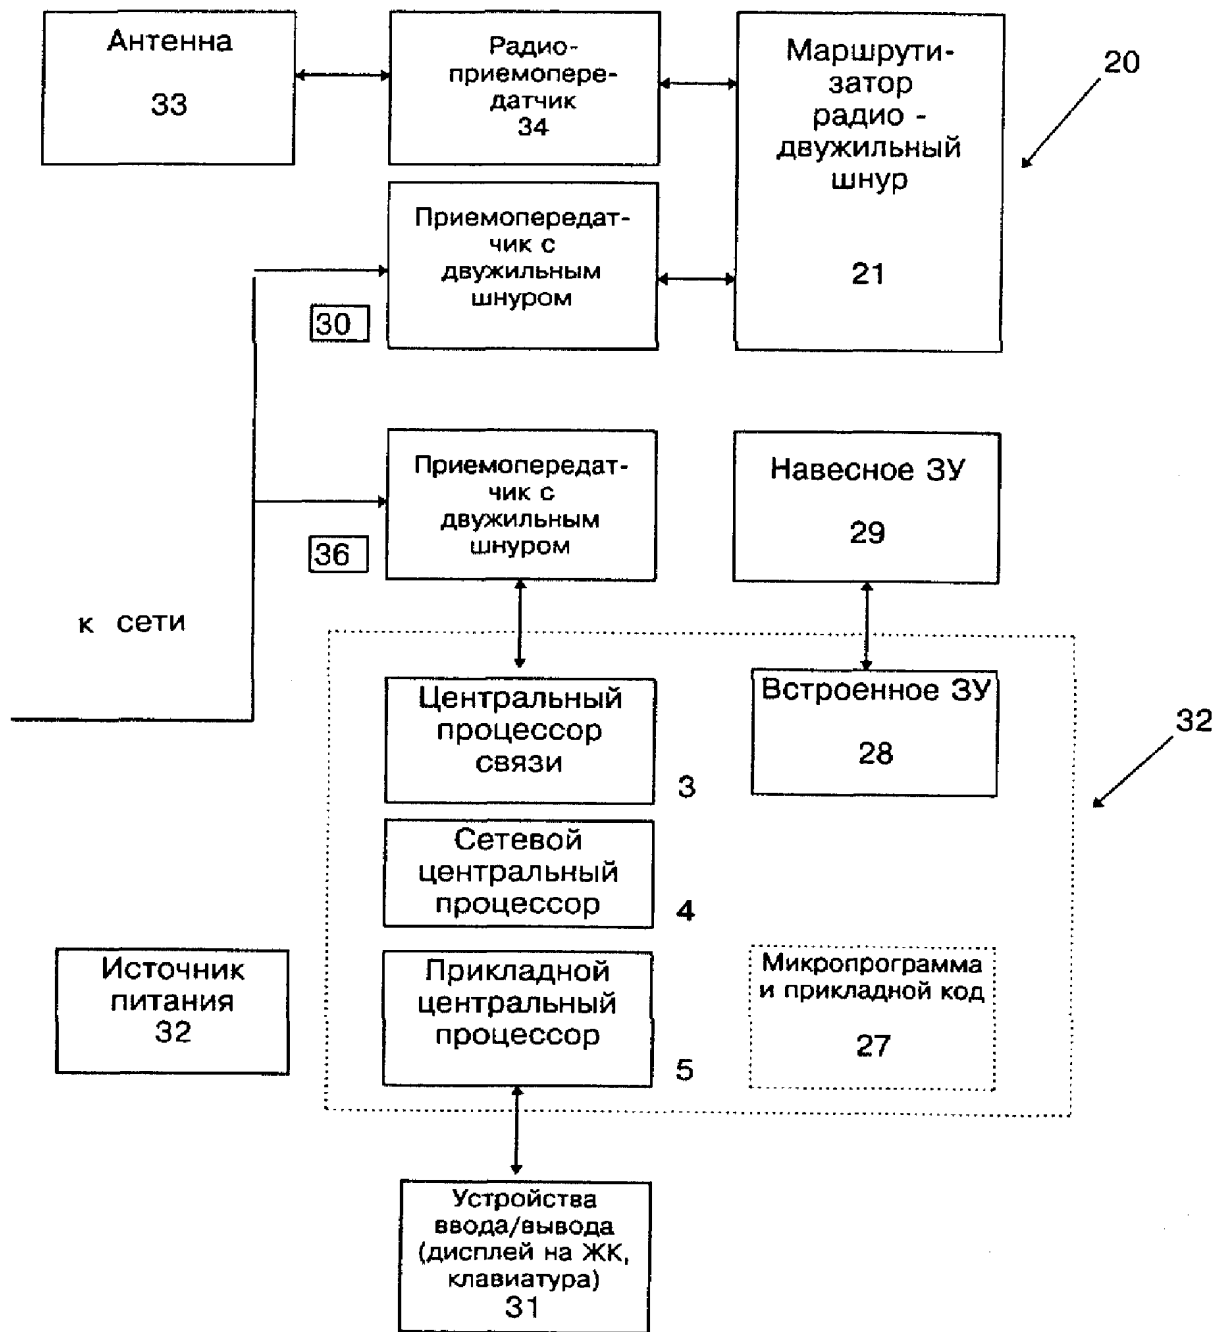 Антенна
33
Радио-
приемопере-
датчик
34
Маршрути-
затор
радио -
двужильный
шнур
21
20
Приемопередат-
чик с
двужильным
шнуром
30
Приемопередат-
чик с
двужильным
шнуром
36
Навесное ЗУ
29
к сети
Центральный
процессор
связи
3
Встроенное ЗУ
28
32
Сетевой
центральный
процессор
4
Источник
питания
32
Прикладной
центральный
процессор
5
Микропрограмма
и прикладной код
27
Устройства
ввода/вывода
(дисплей на ЖК,
клавиатура)
31